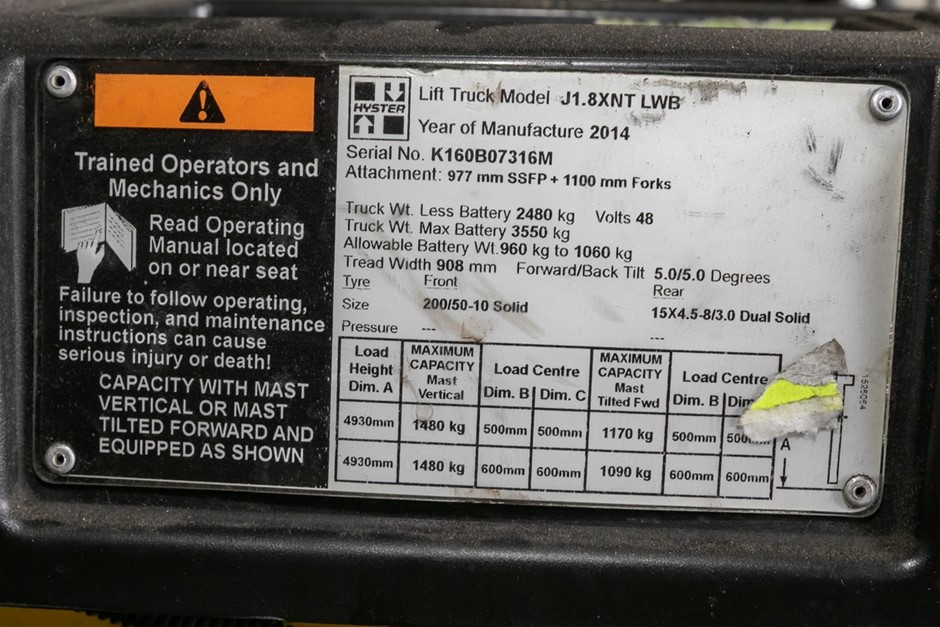 Trained Operators and
Mechanics Only
Read Operating
Manual located
on or near seat
Failure to follow operating,
inspection, and maintenance
instructions can cause
serious injury or death!
CAPACITY WITH MAST
VERTICAL OR MAST
TILTED FORWARD AND
EQUIPPED AS SHOWN
HYSTER
Lift Truck Model J1.8XNT LWB
Year of Manufacture 2014
Serial No. K160B07316M
Attachment: 977 mm SSFP + 1100 mm Forks
Truck Wt. Less Battery 2480 kg Volts 48
Truck Wt. Max Battery 3550 kg
Allowable Battery Wt. 960 kg to 1060 kg
Tread Width 908 mm Forward/Back Tilt 5.0/5.0 Degrees
Tyre Front Rear
Size 200/50-10 Solid 15X4.5-8/3.0 Dual Solid
Pressure --- ---
Load Height Dim. A MAXIMUM CAPACITY Mast Vertical Load Centre MAXIMUM CAPACITY Mast Tilted Fwd Load Centre
Dim. B Dim. C Dim. B
4930mm 1480 kg 500mm 500mm 1170 kg 500mm
4930mm 1480 kg 600mm 600mm 1090 kg 600mm 600mm
A
1526064